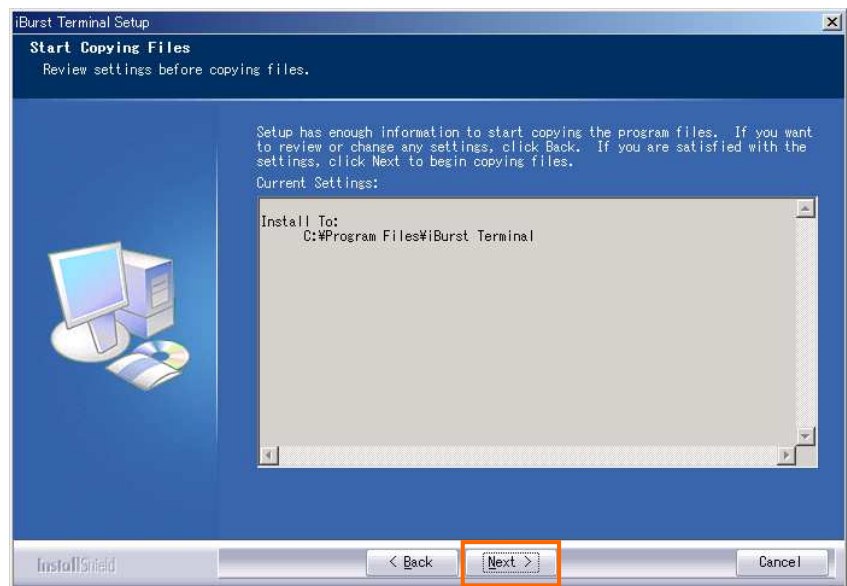 iBurst Terminal Setup
Start Copying Files
Review settings before copying files.
Setup has enough information to start copying the program files.  If you want
to review or change any settings, click Back.  If you are satisfied with the
settings, click Next to begin copying files.
Current Settings:
Install To:
C:¥Program Files¥iBurst Terminal
InstallShield
< Back
Next >
Cancel